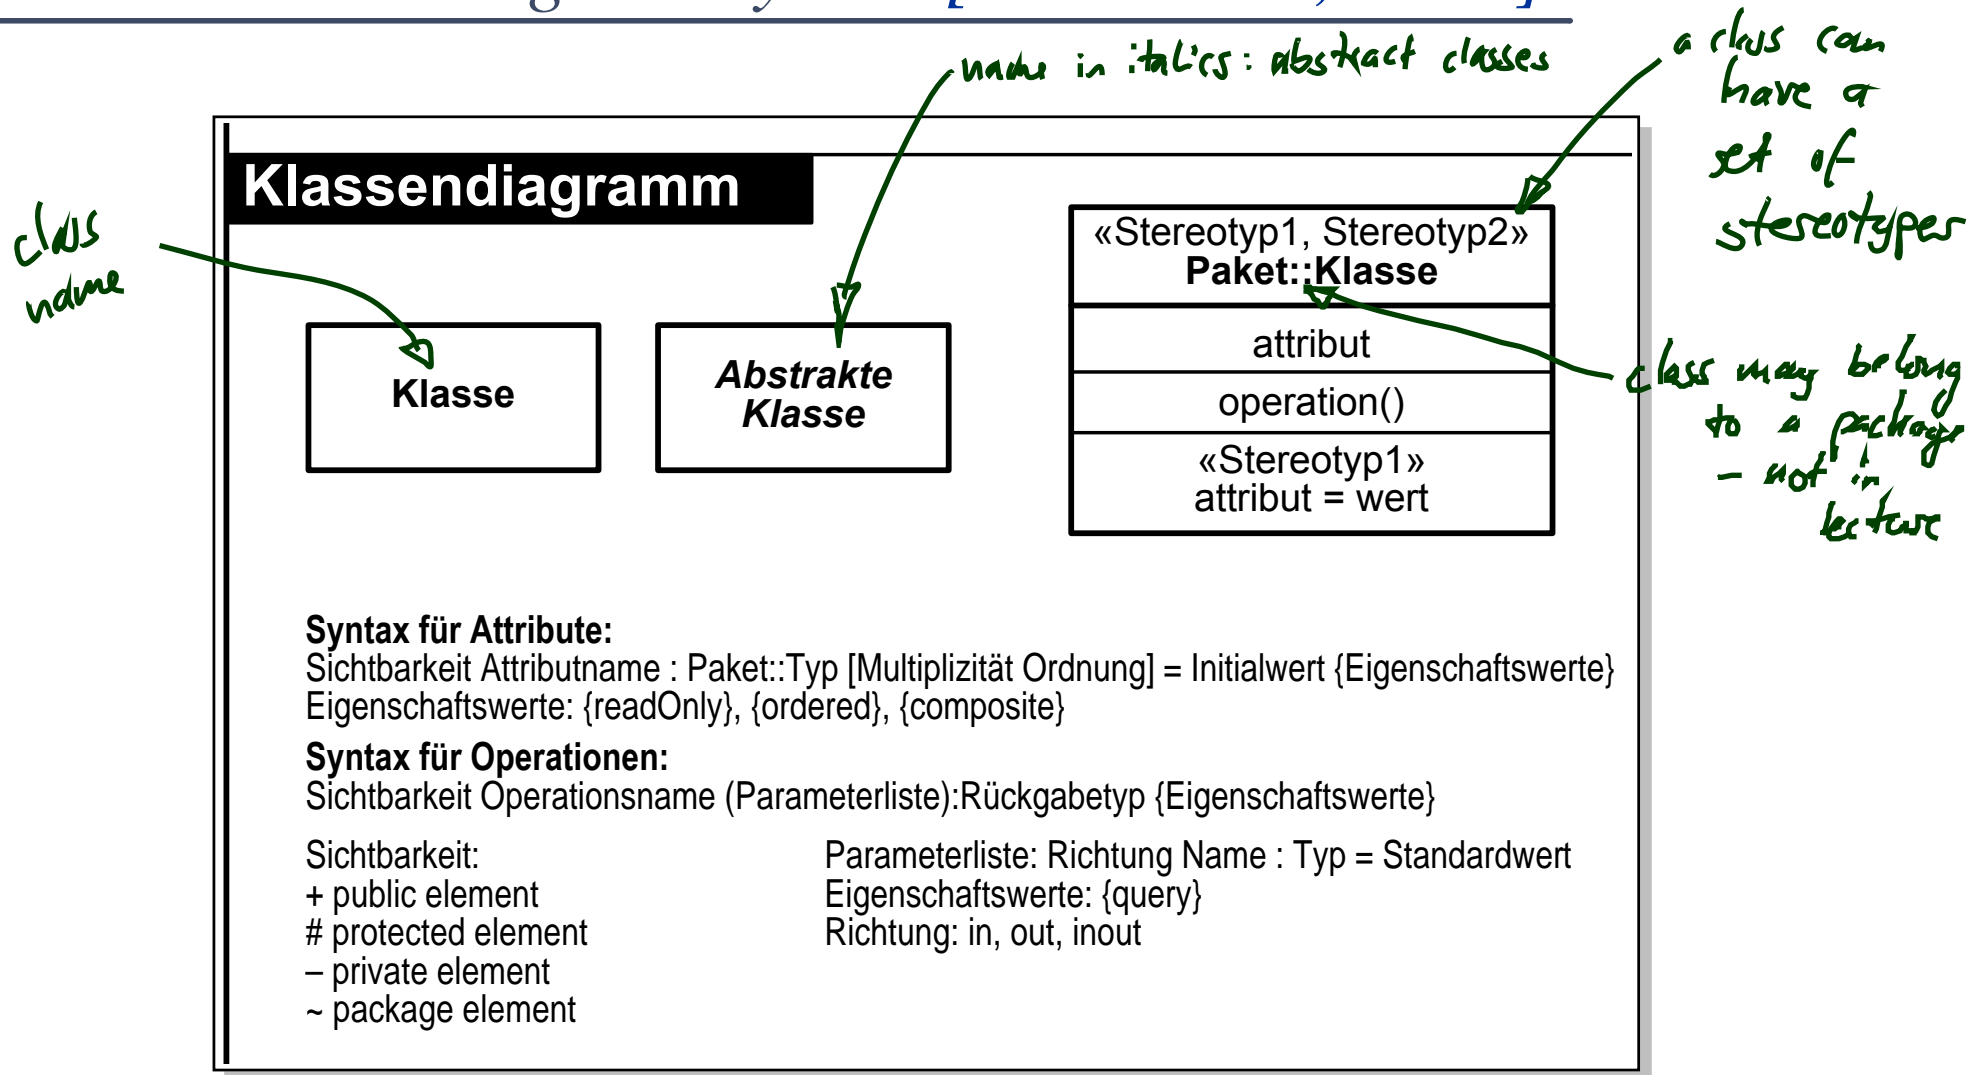 name in italics: abstract classes
a class can
have a
set of
stereotypes
Klassendiagramm
class
name
«Stereotyp1, Stereotyp2»
Paket::Klasse
attribut
operation()
«Stereotyp1»
attribut = wert
Klasse
Abstrakte
Klasse
class may belong
to a package
– not in
lecture
Syntax für Attribute:
Sichtbarkeit Attributname : Paket::Typ [Multiplizität Ordnung] = Initialwert {Eigenschaftswerte}
Eigenschaftswerte: {readOnly}, {ordered}, {composite}
Syntax für Operationen:
Sichtbarkeit Operationsname (Parameterliste):Rückgabetyp {Eigenschaftswerte}
Sichtbarkeit:
+ public element
# protected element
– private element
~ package element
Parameterliste: Richtung Name : Typ = Standardwert
Eigenschaftswerte: {query}
Richtung: in, out, inout